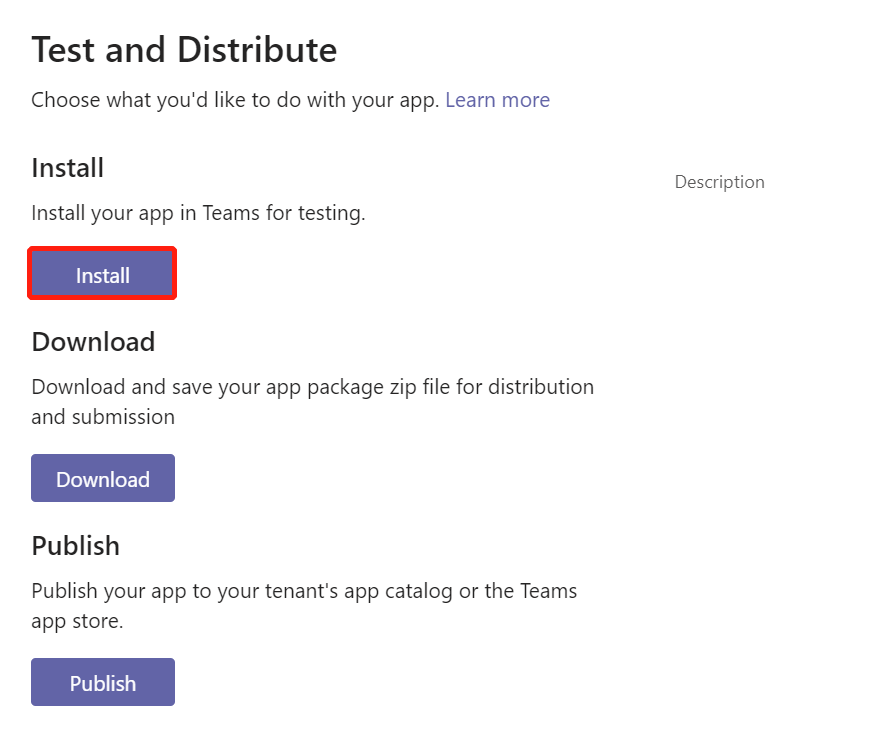 Test and Distribute
Choose what you'd like to do with your app. Learn more
Install
Description
Install your app in Teams for testing.
Install
Download
Download and save your app package zip file for distribution
and submission
Download
Publish
Publish your app to your tenant's app catalog or the Teams
app store.
Publish